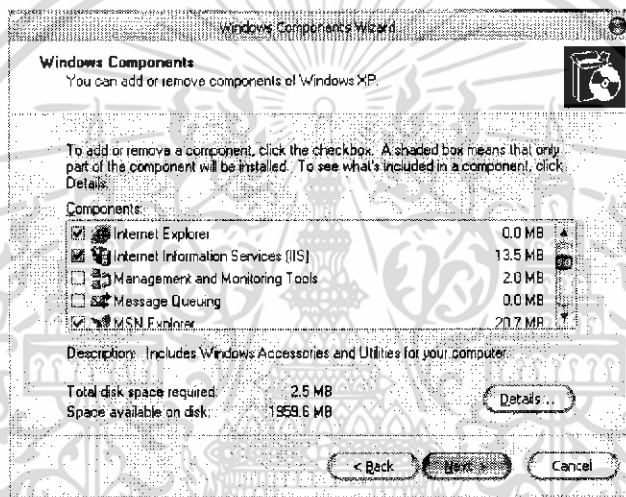 Windows Components Wizard
Windows Components
You can add or remove components of Windows XP.
To add or remove a component, click the checkbox. A shaded box means that only
part of the component will be installed. To see what's included in a component, click
Details.
Components:
Internet Explorer 0.0 MB
Internet Information Services (IIS) 13.5 MB
Management and Monitoring Tools 2.0 MB
Message Queuing 0.0 MB
MSN Explorer 20.7 MB
Description: Includes Windows Accessories and Utilities for your computer.
Total disk space required: 2.5 MB
Space available on disk: 1959.6 MB
Details...
< Back Next > Cancel